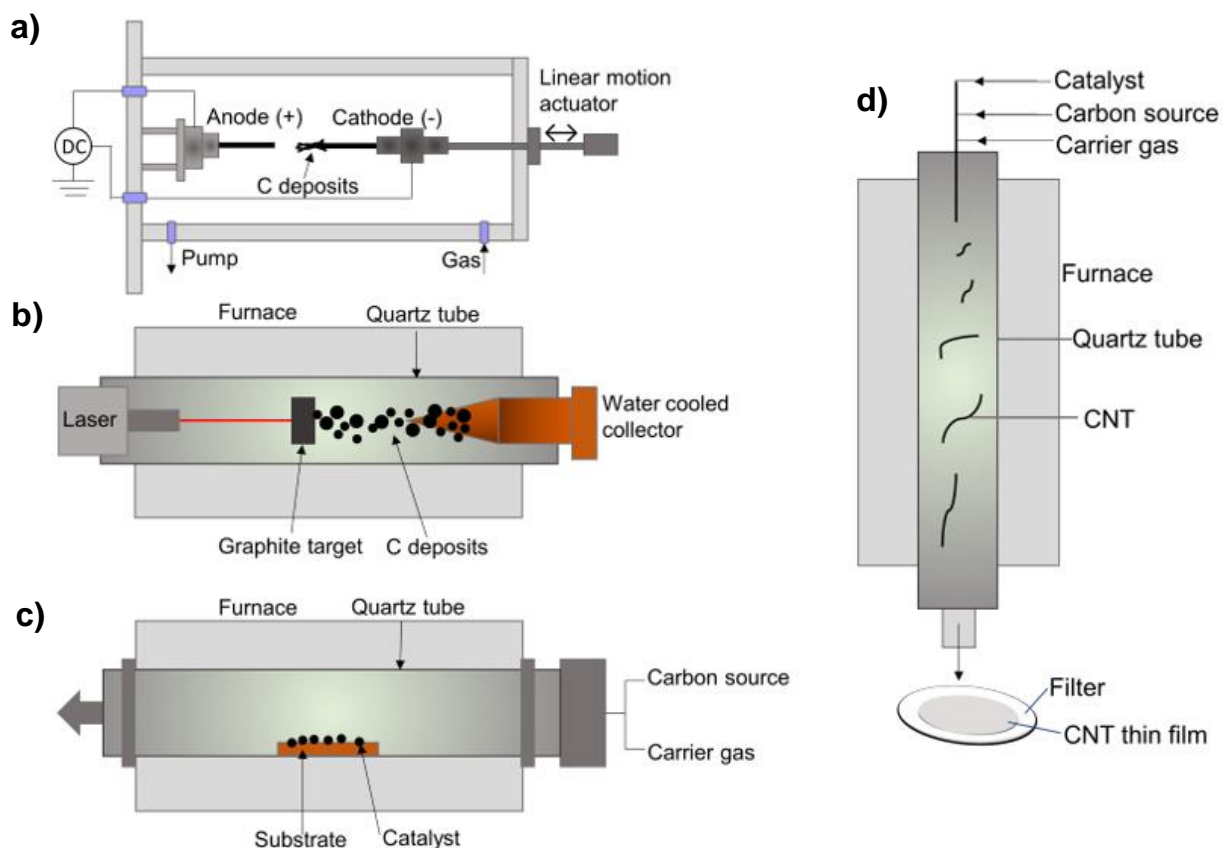 a)
Linear motion
actuator
Anode (+)
Cathode (-)
DC
C deposits
Pump
Gas
b)
Furnace
Quartz tube
Laser
Water cooled
collector
Graphite target
C deposits
c)
Furnace
Quartz tube
Carbon source
Carrier gas
Substrate
Catalyst
d)
Catalyst
Carbon source
Carrier gas
Furnace
Quartz tube
CNT
Filter
CNT thin film